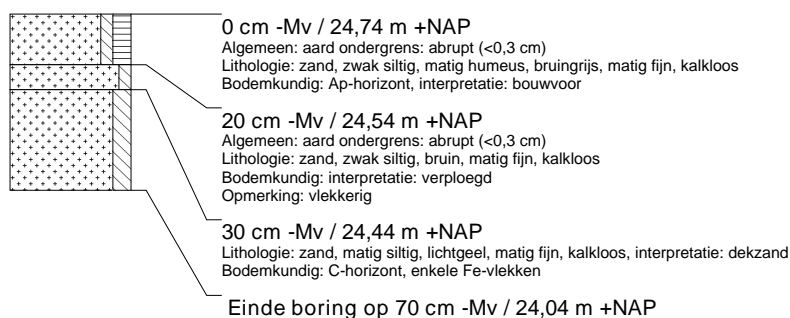 0 cm -Mv / 24,74 m +NAP
Algemeen: aard ondergrens: abrupt (<0,3 cm)
Lithologie: zand, zwak siltig, matig humeus, bruingrijs, matig fijn, kalkloos
Bodemkundig: Ap-horizont, interpretatie: bouwvoor
20 cm -Mv / 24,54 m +NAP
Algemeen: aard ondergrens: abrupt (<0,3 cm)
Lithologie: zand, zwak siltig, bruin, matig fijn, kalkloos
Bodemkundig: interpretatie: verploegd
Opmerking: vlekkerig
30 cm -Mv / 24,44 m +NAP
Lithologie: zand, matig siltig, lichtgeel, matig fijn, kalkloos, interpretatie: dekzand
Bodemkundig: C-horizont, enkele Fe-vlekken
Einde boring op 70 cm -Mv / 24,04 m +NAP